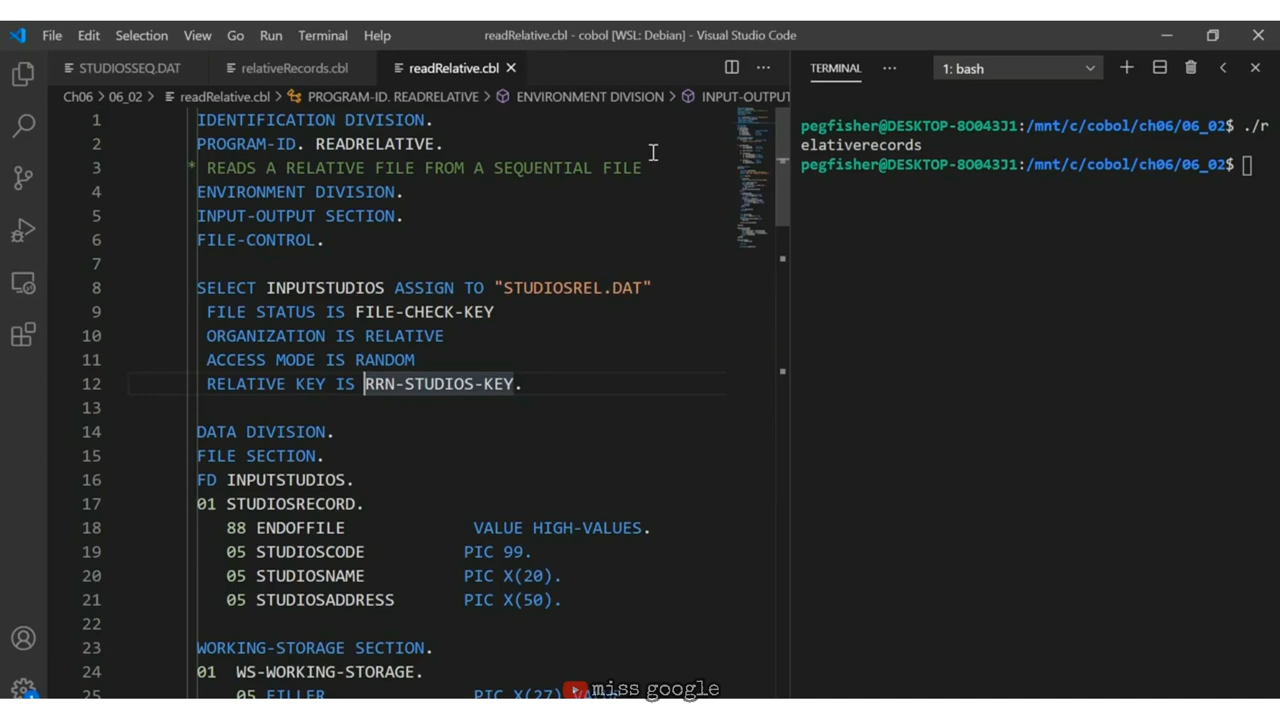 File Edit Selection View Go Run Terminal Help readRelative.cbl - cobol [WSL: Debian] - Visual Studio Code
STUDIOSSEQ.DAT relativeRecords.cbl readRelative.cbl
Ch06 > 06_02 > readRelative.cbl > PROGRAM-ID. READRELATIVE > ENVIRONMENT DIVISION > INPUT-OUTPUT
1 IDENTIFICATION DIVISION.
2 PROGRAM-ID. READRELATIVE.
3 * READS A RELATIVE FILE FROM A SEQUENTIAL FILE
4 ENVIRONMENT DIVISION.
5 INPUT-OUTPUT SECTION.
6 FILE-CONTROL.
7
8 SELECT INPUTSTUDIOS ASSIGN TO "STUDIOSREL.DAT"
9 FILE STATUS IS FILE-CHECK-KEY
10 ORGANIZATION IS RELATIVE
11 ACCESS MODE IS RANDOM
12 RELATIVE KEY IS RRN-STUDIOS-KEY.
13
14 DATA DIVISION.
15 FILE SECTION.
16 FD INPUTSTUDIOS.
17 01 STUDIOSRECORD.
18 88 ENDOFFILE VALUE HIGH-VALUES.
19 05 STUDIOSCODE PIC 99.
20 05 STUDIOSNAME PIC X(20).
21 05 STUDIOSADDRESS PIC X(50).
22
23 WORKING-STORAGE SECTION.
24 01 WS-WORKING-STORAGE.
25 05 FILLER PIC X(27) VALUE
TERMINAL ... 1: bash
pegfisher@DESKTOP-8O043J1:/mnt/c/cobol/ch06/06_02$ ./r
elativerecords
pegfisher@DESKTOP-8O043J1:/mnt/c/cobol/ch06/06_02$
miss google